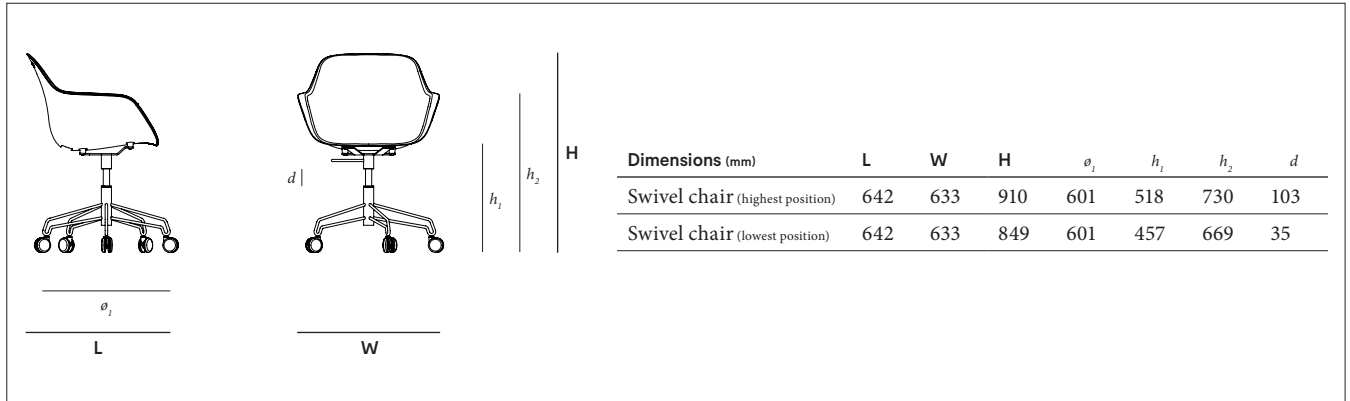 H
d
h₂
h₁
ø₁
L
W
Dimensions (mm) L W H ø₁ h₁ h₂ d
Swivel chair (highest position) 642 633 910 601 518 730 103
Swivel chair (lowest position) 642 633 849 601 457 669 35